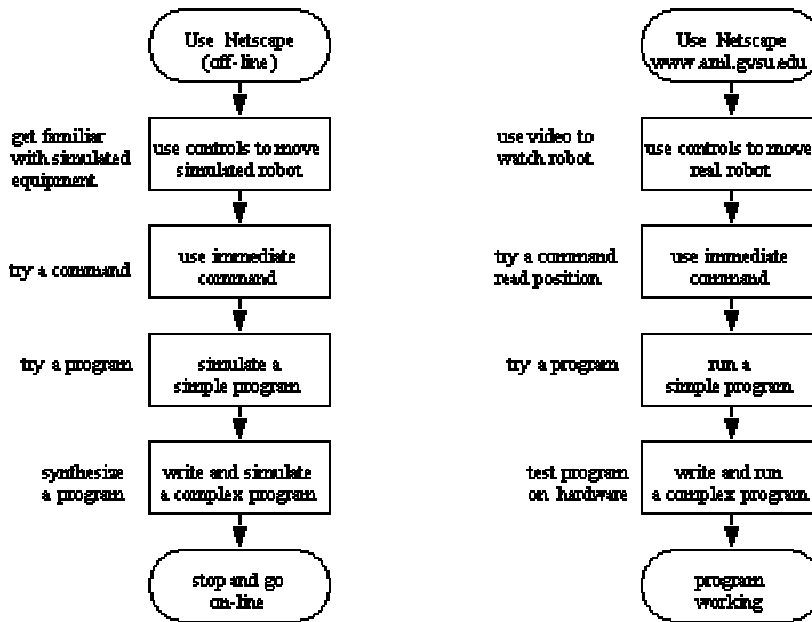 Use Netscape
(off-line)
get familiar
with simulated
equipment
use controls to move
simulated robot
try a command
use immediate
command
try a program
simulate a
simple program
synthesize
a program
write and simulate
a complex program
stop and go
on-line
Use Netscape
www.aml.gvsu.edu
use video to
watch robot
use controls to move
real robot
try a command
read position
use immediate
command
try a program
run a
simple program
test program
on hardware
write and run
a complex program
program
working